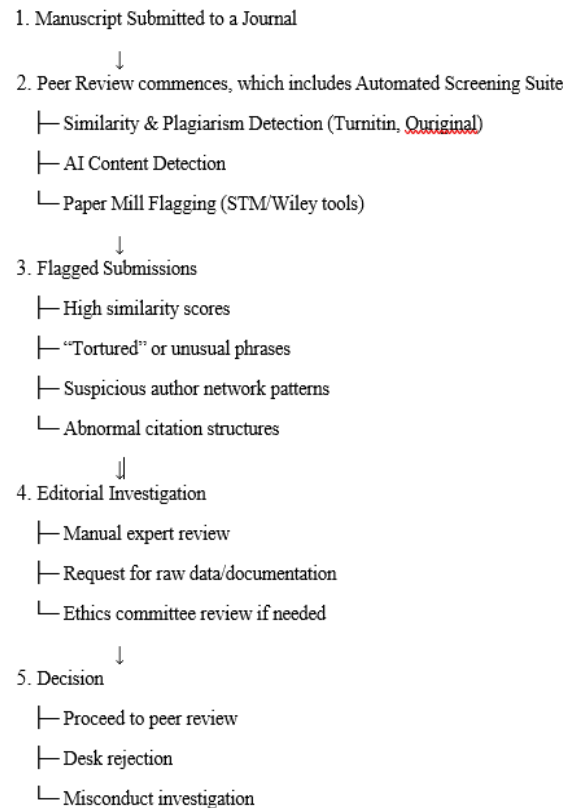 1. Manuscript Submitted to a Journal
↓
2. Peer Review commences, which includes Automated Screening Suite
├─ Similarity & Plagiarism Detection (Turnitin, Ouriginal)
├─ AI Content Detection
└─ Paper Mill Flagging (STM/Wiley tools)
↓
3. Flagged Submissions
├─ High similarity scores
├─ “Tortured” or unusual phrases
├─ Suspicious author network patterns
└─ Abnormal citation structures
⇓
4. Editorial Investigation
├─ Manual expert review
├─ Request for raw data/documentation
└─ Ethics committee review if needed
↓
5. Decision
├─ Proceed to peer review
├─ Desk rejection
└─ Misconduct investigation